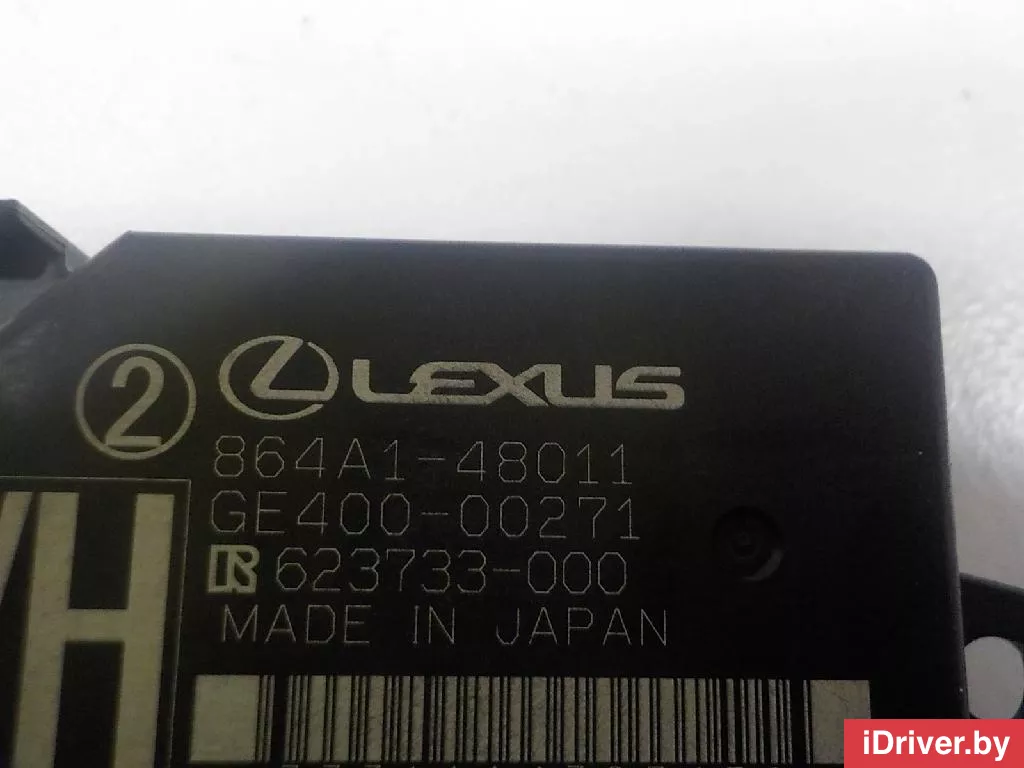 LEXUS
2
864A1-48011
GE400-00271
R 623733-000
MADE IN JAPAN
H
iDriver.by